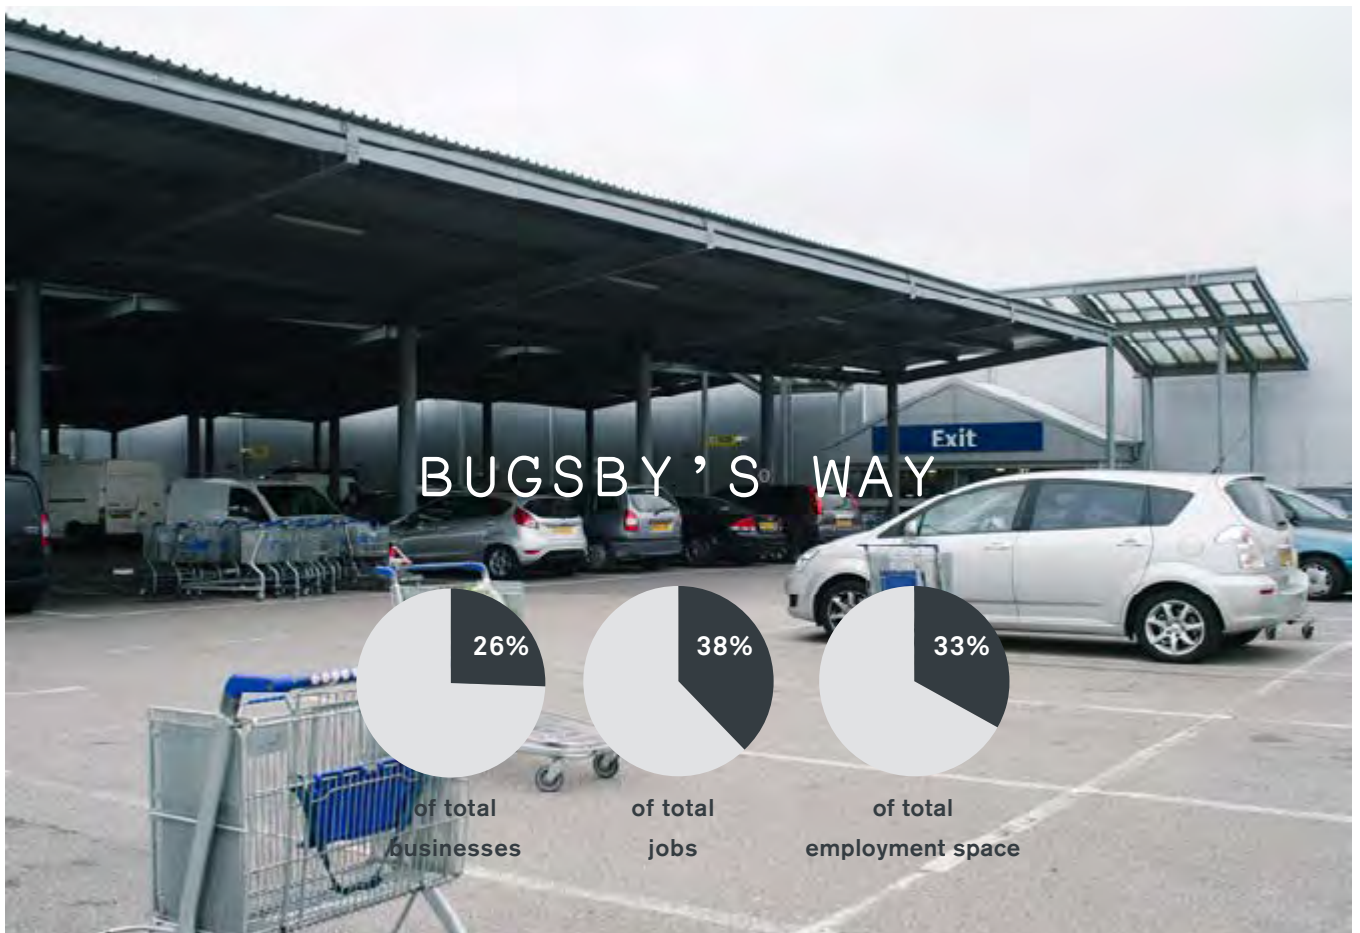 Exit
BUGSBY’S WAY
26%
38%
33%
of total
businesses
of total
jobs
of total
employment space